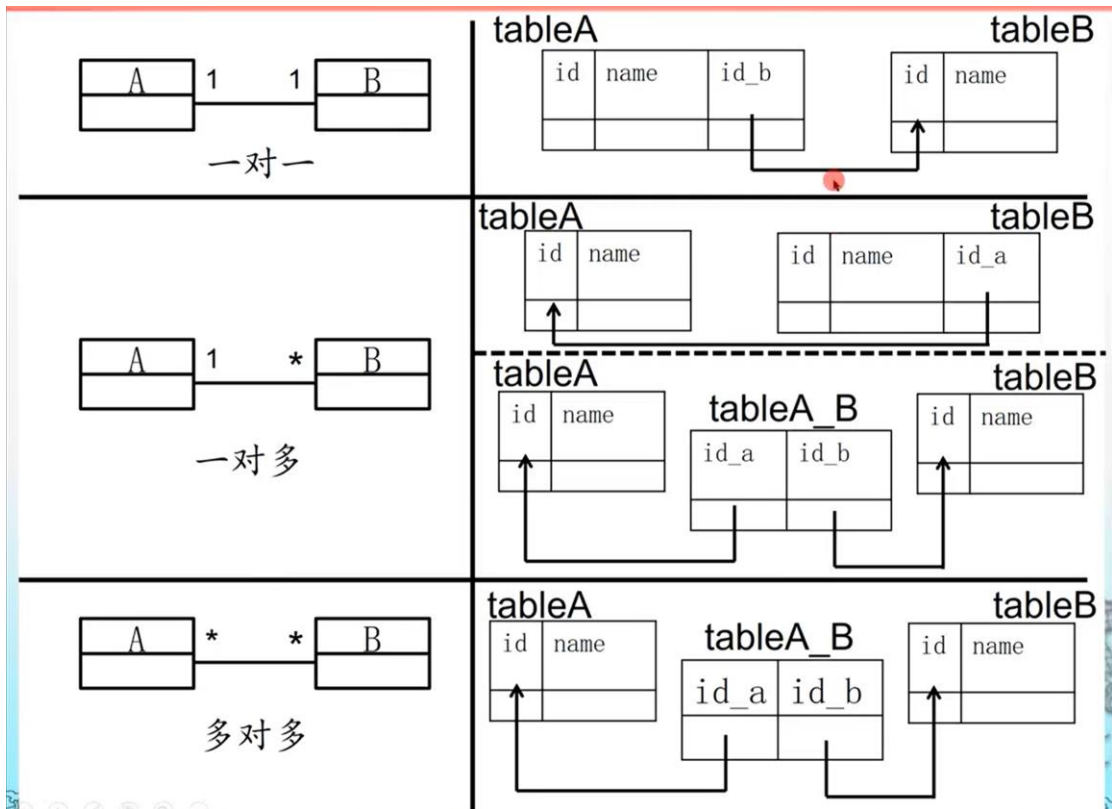 A 1 1 B
一对一
tableA tableB
id name id_b id name
A 1 * B
一对多
tableA tableB
id name id name id_a
tableA tableB
tableA_B
id name id_a id_b id name
A * * B
多对多
tableA tableB
tableA_B
id name id_a id_b id name